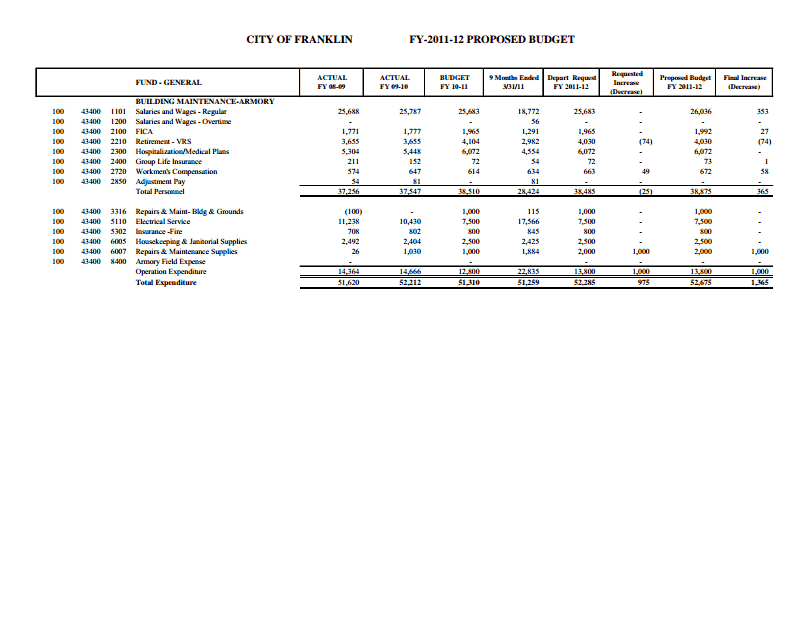 CITY OF FRANKLIN FY-2011-12 PROPOSED BUDGET
FUND - GENERAL ACTUAL FY 08-09 ACTUAL FY 09-10 BUDGET FY 10-11 9 Months Ended 3/31/11 Depart Request FY 2011-12 Requested Increase (Decrease) Proposed Budget FY 2011-12 Final Increase (Decrease)
BUILDING MAINTENANCE-ARMORY
100 43400 1101 Salaries and Wages - Regular 25,688 25,787 25,683 18,772 25,683 - 26,036 353
100 43400 1200 Salaries and Wages - Overtime - - - 56 - - - -
100 43400 2100 FICA 1,771 1,777 1,965 1,291 1,965 - 1,992 27
100 43400 2210 Retirement - VRS 3,655 3,655 4,104 2,982 4,030 (74) 4,030 (74)
100 43400 2300 Hospitalization/Medical Plans 5,304 5,448 6,072 4,554 6,072 - 6,072 -
100 43400 2400 Group Life Insurance 211 152 72 54 72 - 73 1
100 43400 2720 Workmen's Compensation 574 647 614 634 663 49 672 58
100 43400 2850 Adjustment Pay 54 81 - 81 - - - -
Total Personnel 37,256 37,547 38,510 28,424 38,485 (25) 38,875 365
100 43400 3316 Repairs & Maint- Bldg & Grounds (100) - 1,000 115 1,000 - 1,000 -
100 43400 5110 Electrical Service 11,238 10,430 7,500 17,566 7,500 - 7,500 -
100 43400 5302 Insurance -Fire 708 802 800 845 800 - 800 -
100 43400 6005 Housekeeping & Janitorial Supplies 2,492 2,404 2,500 2,425 2,500 - 2,500 -
100 43400 6007 Repairs & Maintenance Supplies 26 1,030 1,000 1,884 2,000 1,000 2,000 1,000
100 43400 8400 Armory Field Expense - - - - - - - -
Operation Expenditure 14,364 14,666 12,800 22,835 13,800 1,000 13,800 1,000
Total Expenditure 51,620 52,212 51,310 51,259 52,285 975 52,675 1,365